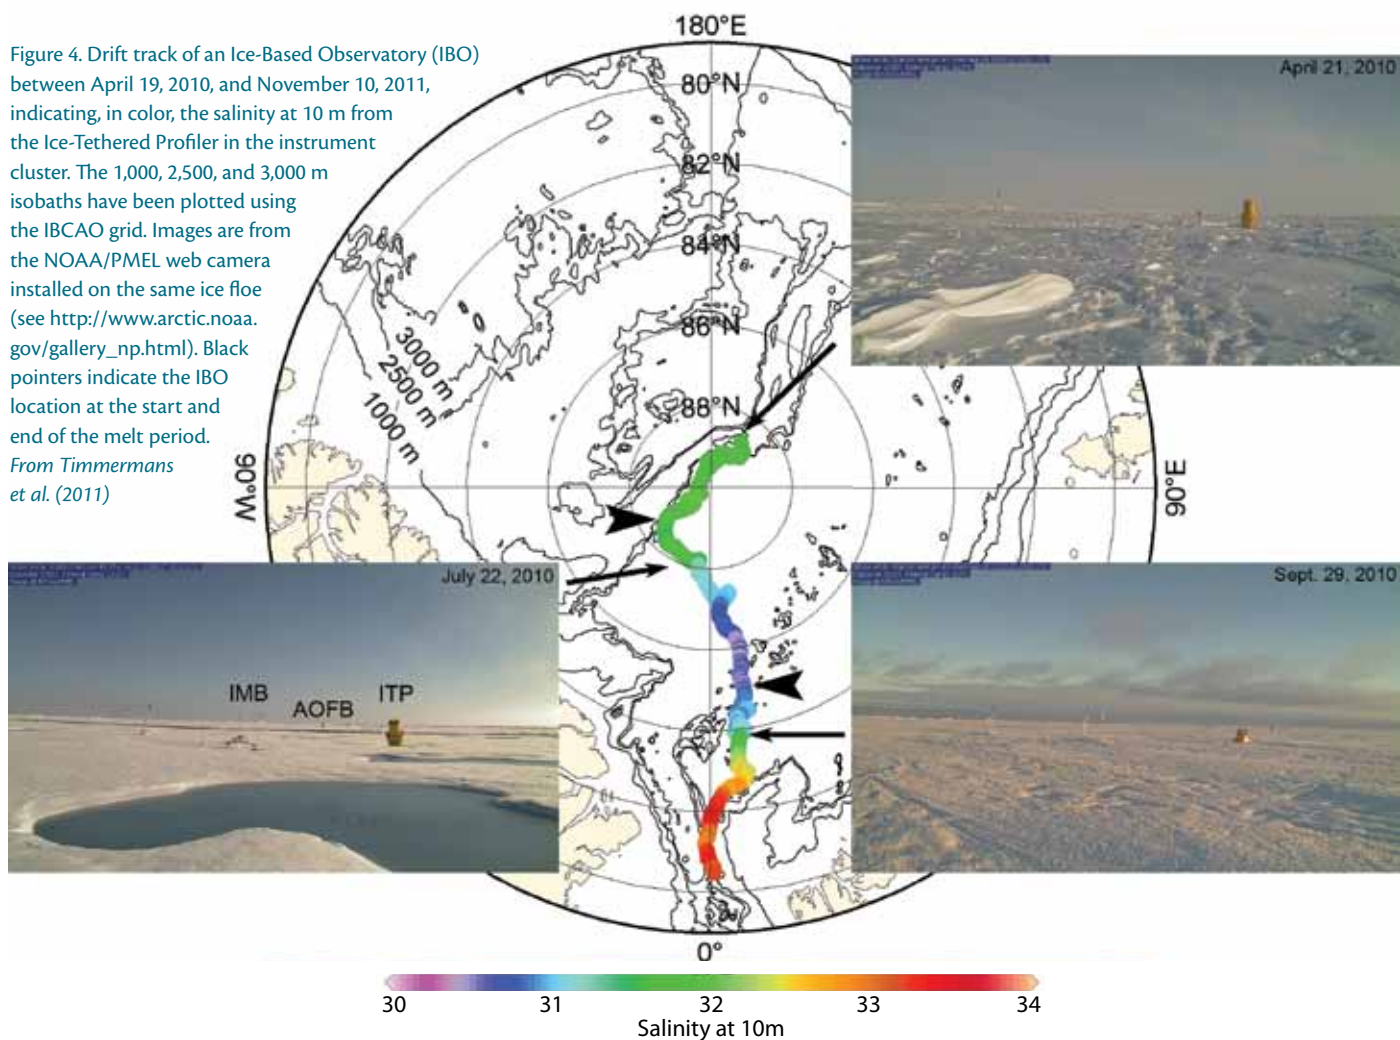 Figure 4. Drift track of an Ice-Based Observatory (IBO)
between April 19, 2010, and November 10, 2011,
indicating, in color, the salinity at 10 m from
the Ice-Tethered Profiler in the instrument
cluster. The 1,000, 2,500, and 3,000 m
isobaths have been plotted using
the IBCAO grid. Images are from
the NOAA/PMEL web camera
installed on the same ice floe
(see http://www.arctic.noaa.
gov/gallery_np.html). Black
pointers indicate the IBO
location at the start and
end of the melt period.
From Timmermans
et al. (2011)
180°E
80°N
82°N
84°N
86°N
88°N
3000 m
2500 m
1000 m
90°W
90°E
0°
April 21, 2010
July 22, 2010
IMB
AOFB
ITP
Sept. 29, 2010
30
31
32
33
34
Salinity at 10m